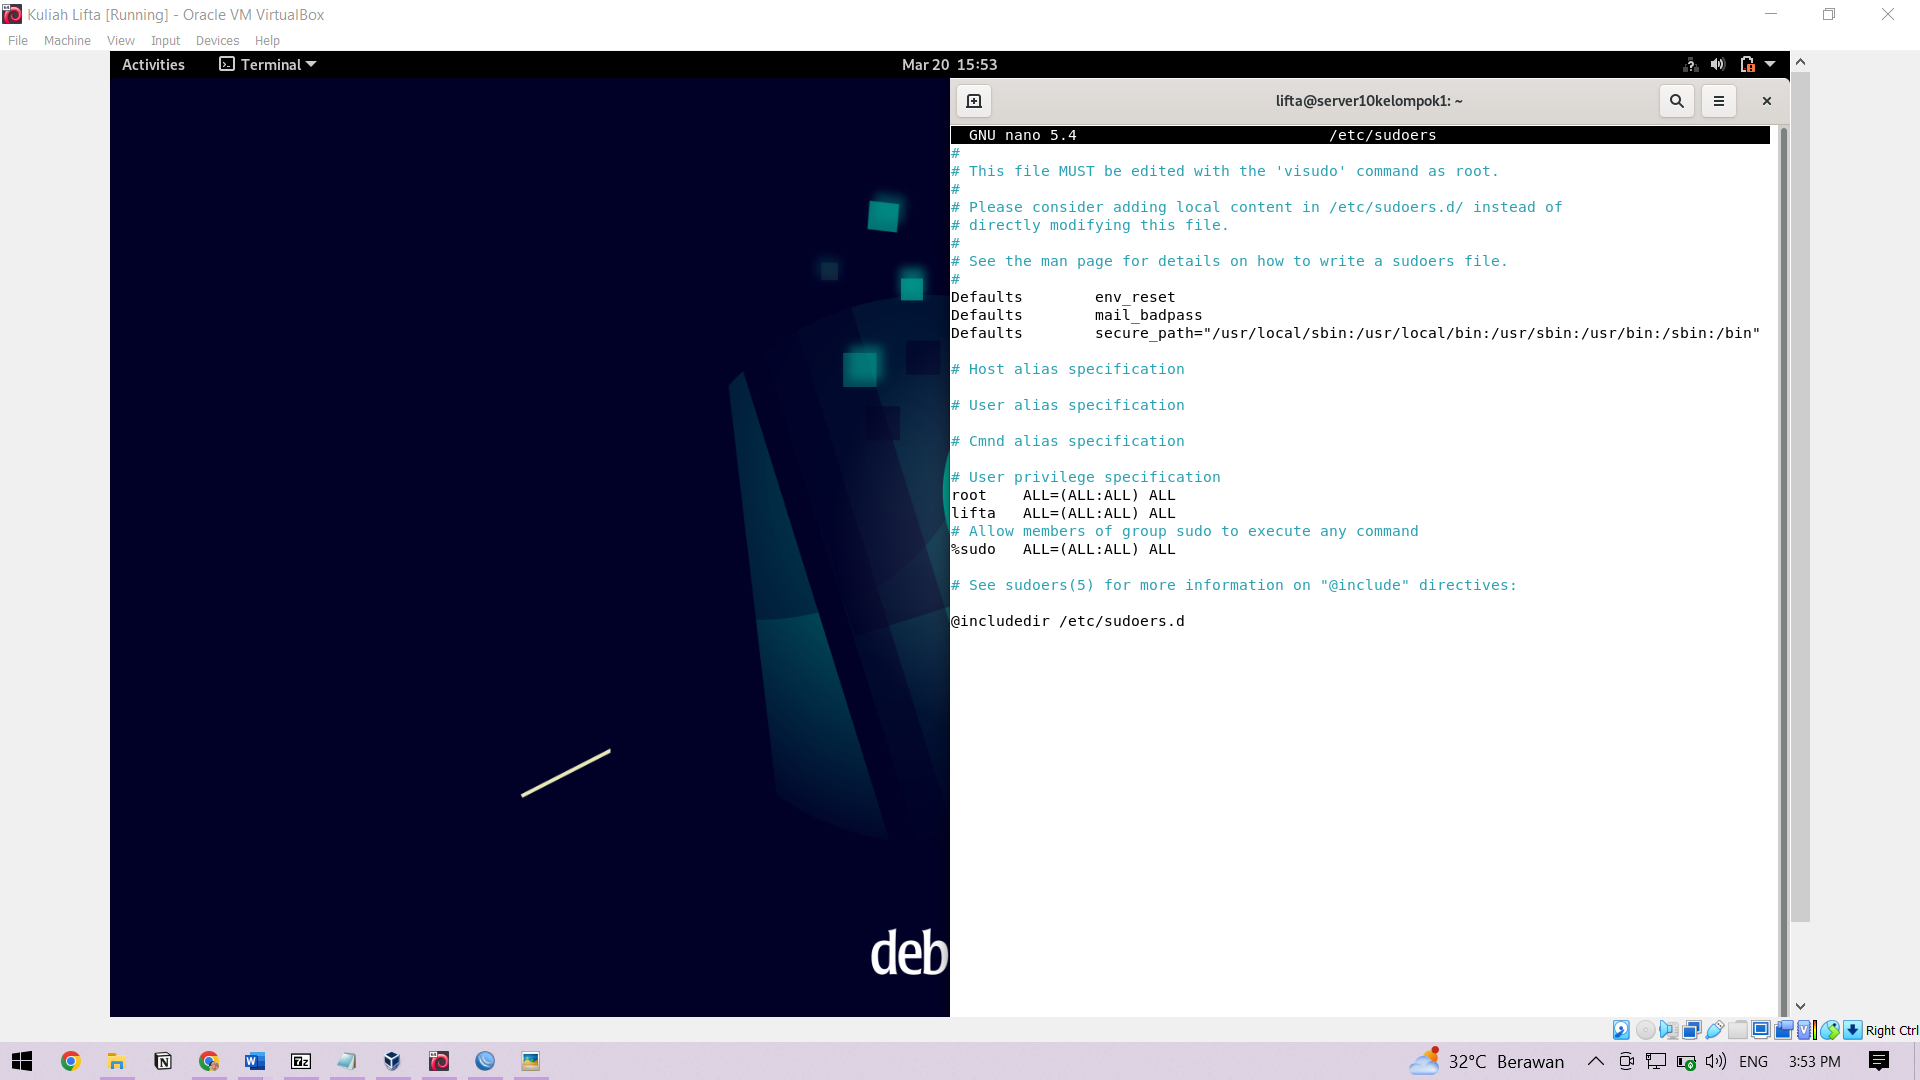 Kuliah Lifta [Running] - Oracle VM VirtualBox
File Machine View Input Devices Help
Activities Terminal Mar 20 15:53
lifta@server10kelompok1: ~
GNU nano 5.4 /etc/sudoers
#
# This file MUST be edited with the 'visudo' command as root.
#
# Please consider adding local content in /etc/sudoers.d/ instead of
# directly modifying this file.
#
# See the man page for details on how to write a sudoers file.
#
Defaults env_reset
Defaults mail_badpass
Defaults secure_path="/usr/local/sbin:/usr/local/bin:/usr/sbin:/usr/bin:/sbin:/bin"
# Host alias specification
# User alias specification
# Cmnd alias specification
# User privilege specification
root ALL=(ALL:ALL) ALL
lifta ALL=(ALL:ALL) ALL
# Allow members of group sudo to execute any command
%sudo ALL=(ALL:ALL) ALL
# See sudoers(5) for more information on "@include" directives:
@includedir /etc/sudoers.d
deb
Right Ctrl
32°C Berawan ENG 3:53 PM